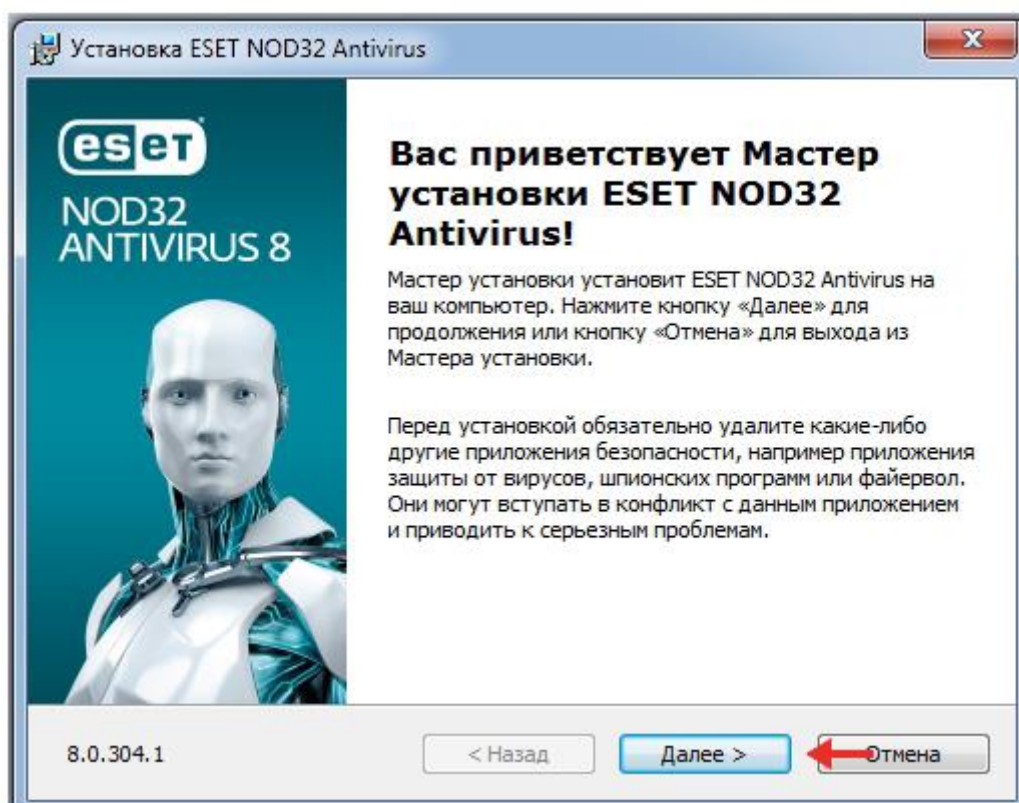 Установка ESET NOD32 Antivirus
eset
NOD32
ANTIVIRUS 8
Вас приветствует Мастер
установки ESET NOD32
Antivirus!
Мастер установки установит ESET NOD32 Antivirus на
ваш компьютер. Нажмите кнопку «Далее» для
продолжения или кнопку «Отмена» для выхода из
Мастера установки.
Перед установкой обязательно удалите какие-либо
другие приложения безопасности, например приложения
защиты от вирусов, шпионских программ или файервол.
Они могут вступать в конфликт с данным приложением
и приводить к серьезным проблемам.
8.0.304.1
< Назад
Далее >
Отмена